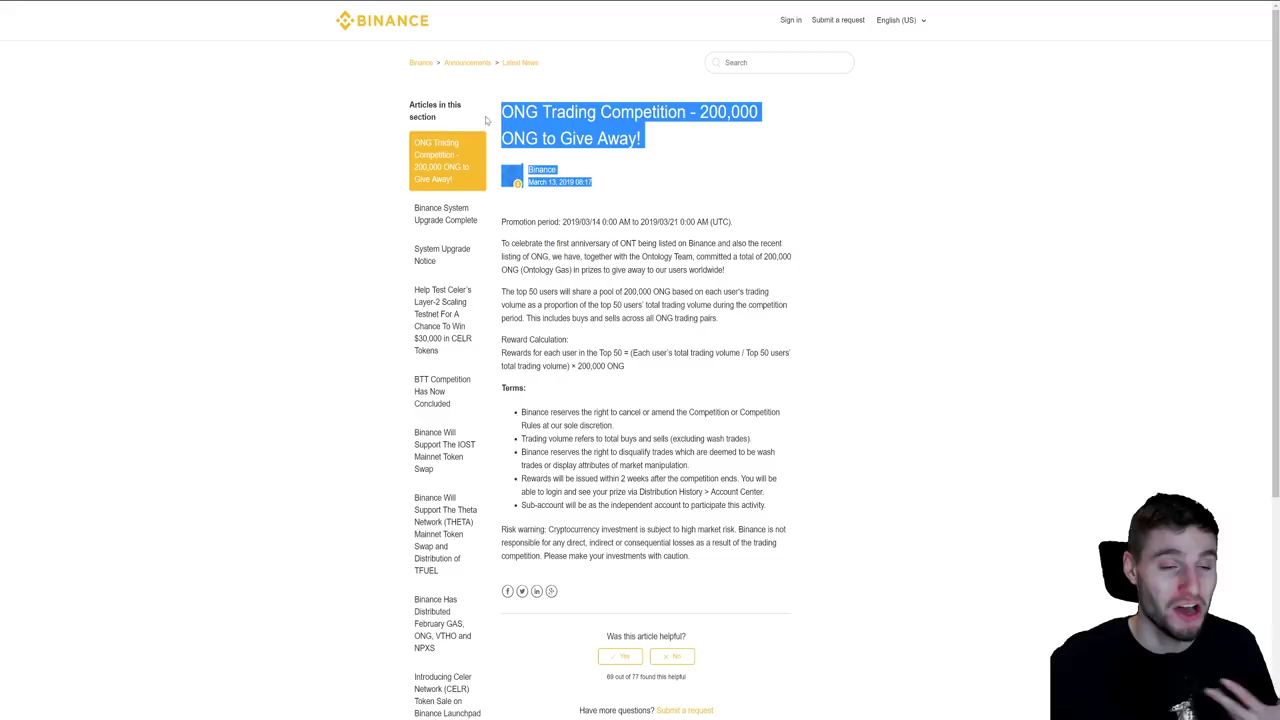 BINANCE
Sign in
Submit a request
English (US)
Binance > Announcements > Latest News
Search
Articles in this
section
ONG Trading
Competition -
200,000 ONG to
Give Away!
Binance System
Upgrade Complete
System Upgrade
Notice
Help Test Celer's
Layer-2 Scaling
Testnet For A
Chance To Win
$30,000 in CELR
Tokens
BTT Competition
Has Now
Concluded
Binance Will
Support The IOST
Mainnet Token
Swap
Binance Will
Support The Theta
Network (THETA)
Mainnet Token
Swap and
Distribution of
TFUEL
Binance Has
Distributed
February GAS,
ONG, VTHO and
NPXS
Introducing Celer
Network (CELR)
Token Sale on
Binance Launchpad
ONG Trading Competition - 200,000
ONG to Give Away!
Binance
March 13, 2019 08:17
Promotion period: 2019/03/14 0:00 AM to 2019/03/21 0:00 AM (UTC).
To celebrate the first anniversary of ONT being listed on Binance and also the recent
listing of ONG, we have, together with the Ontology Team, committed a total of 200,000
ONG (Ontology Gas) in prizes to give away to our users worldwide!
The top 50 users will share a pool of 200,000 ONG based on each user's trading
volume as a proportion of the top 50 users' total trading volume during the competition
period. This includes buys and sells across all ONG trading pairs.
Reward Calculation:
Rewards for each user in the Top 50 = (Each user's total trading volume / Top 50 users'
total trading volume) × 200,000 ONG
Terms:
• Binance reserves the right to cancel or amend the Competition or Competition
Rules at our sole discretion.
• Trading volume refers to total buys and sells (excluding wash trades).
• Binance reserves the right to disqualify trades which are deemed to be wash
trades or display attributes of market manipulation.
• Rewards will be issued within 2 weeks after the competition ends. You will be
able to login and see your prize via Distribution History > Account Center.
• Sub-account will be as the independent account to participate this activity.
Risk warning: Cryptocurrency investment is subject to high market risk. Binance is not
responsible for any direct, indirect or consequential losses as a result of the trading
competition. Please make your investments with caution.
Was this article helpful?
Yes
No
69 out of 77 found this helpful
Have more questions? Submit a request